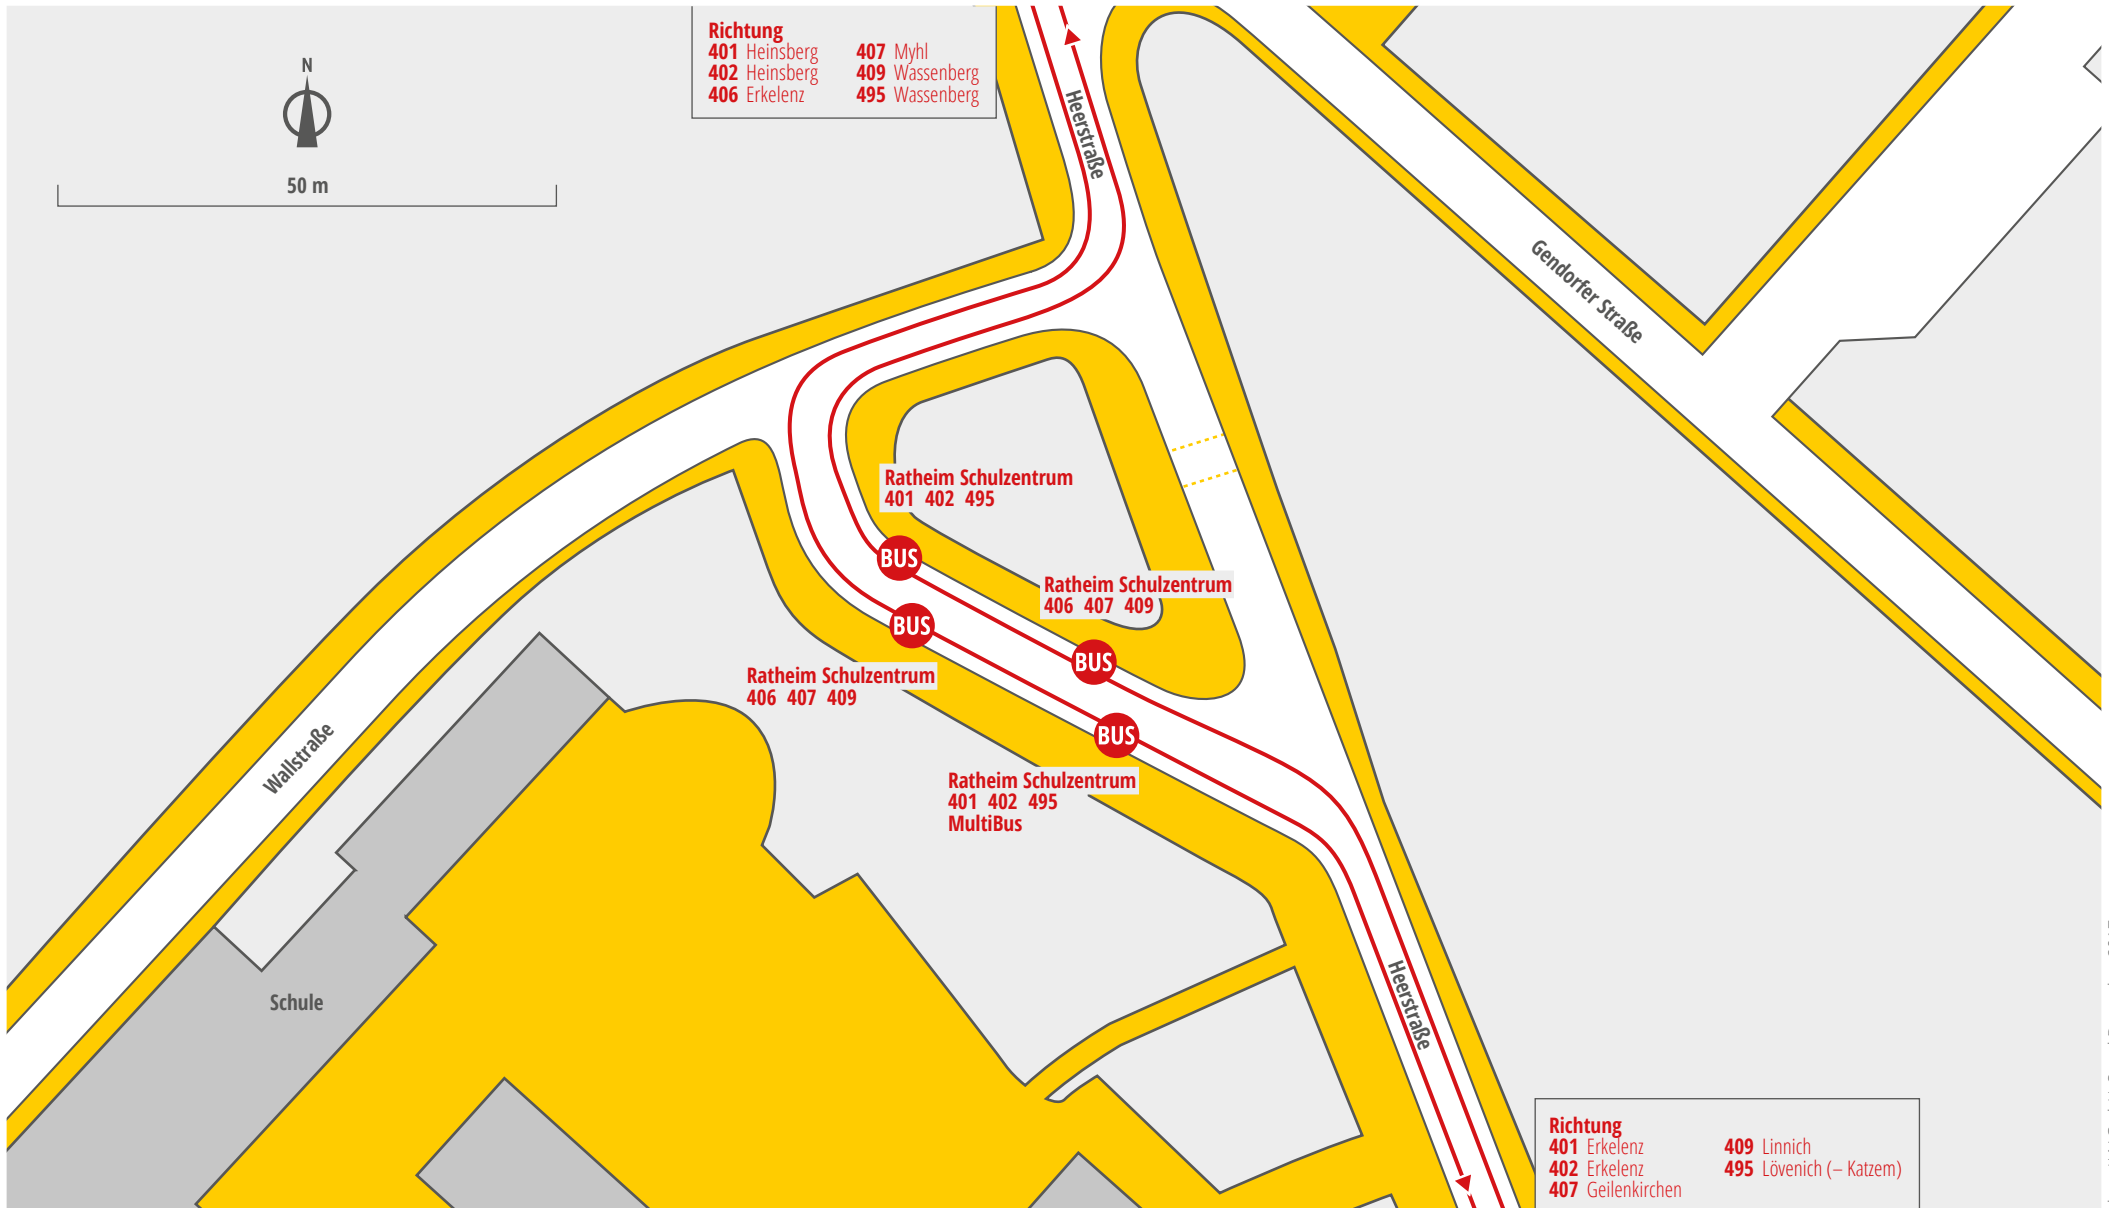 Richtung
401 Heinsberg 407 Myhl
402 Heinsberg 409 Wassenberg
406 Erkelenz 495 Wassenberg
N
50 m
Heerstraße
Gendorfer Straße
Ratheim Schulzentrum
401 402 495
BUS
Ratheim Schulzentrum
406 407 409
BUS
BUS
Ratheim Schulzentrum
406 407 409
BUS
Ratheim Schulzentrum
401 402 495
MultiBus
Wallstraße
Schule
Heerstraße
Richtung
401 Erkelenz 409 Linnich
402 Erkelenz 495 Lövenich (– Katzem)
407 Geilenkirchen